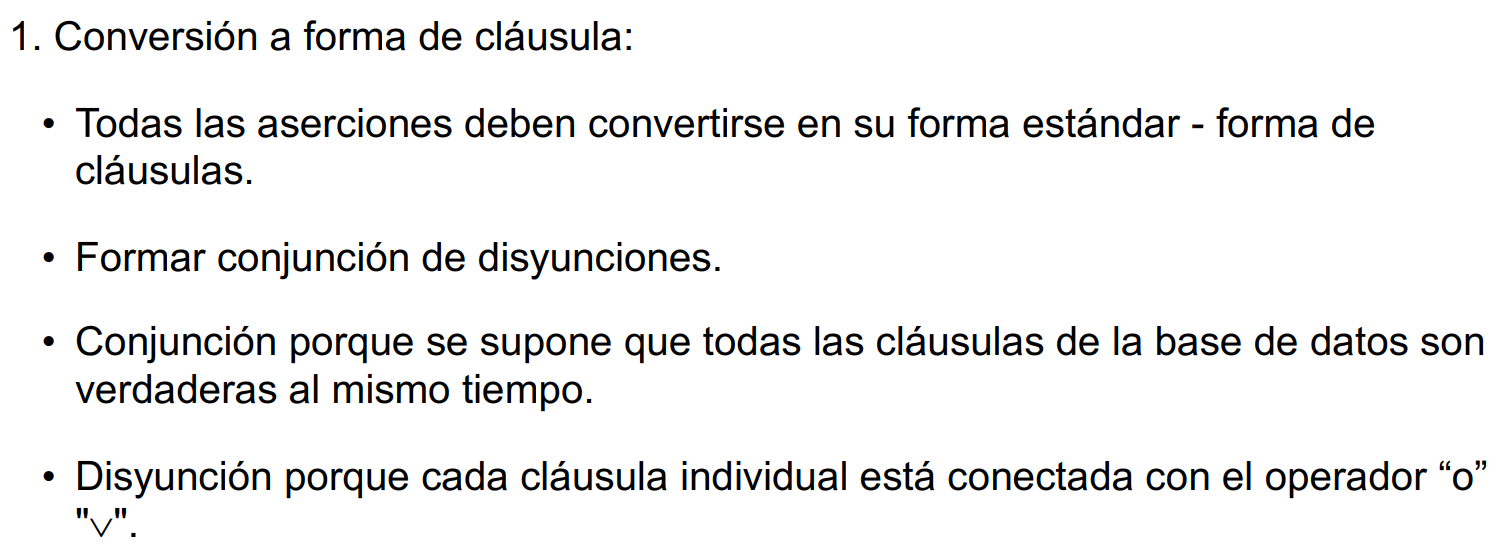 1. Conversión a forma de cláusula:
• Todas las aserciones deben convertirse en su forma estándar - forma de
cláusulas.
• Formar conjunción de disyunciones.
• Conjunción porque se supone que todas las cláusulas de la base de datos son
verdaderas al mismo tiempo.
• Disyunción porque cada cláusula individual está conectada con el operador “o”
"∨".